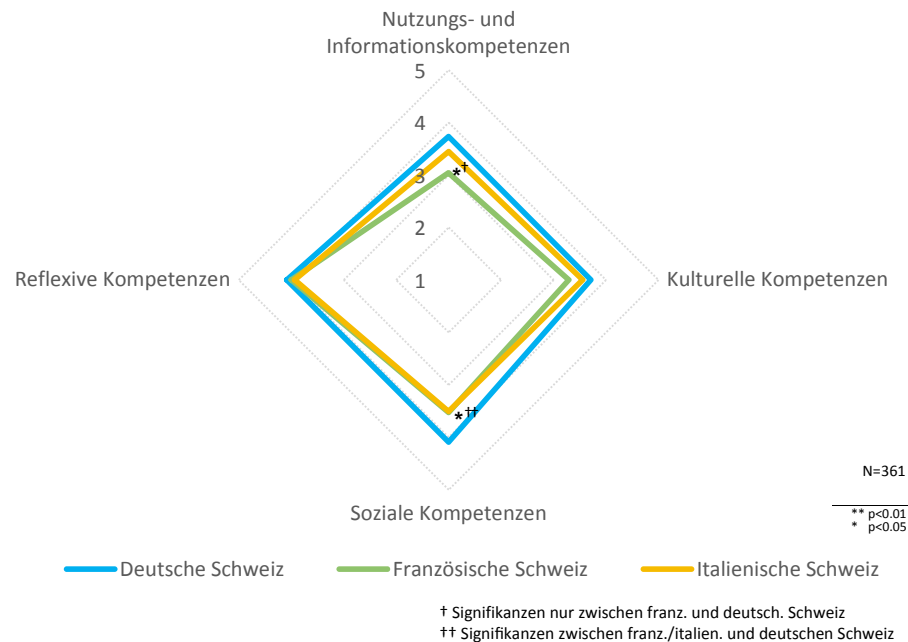 Nutzungs- und
Informationskompetenzen
5
4
3
*†
2
Reflexive Kompetenzen
1
Kulturelle Kompetenzen
*††
N=361
Soziale Kompetenzen
** p<0.01
* p<0.05
Deutsche Schweiz
Französische Schweiz
Italienische Schweiz
† Signifikanzen nur zwischen franz. und deutsch. Schweiz
†† Signifikanzen zwischen franz./italien. und deutschen Schweiz